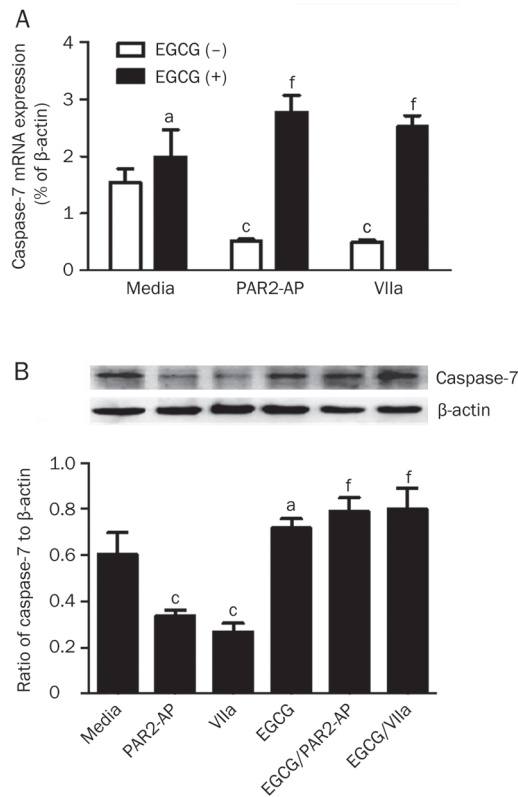 A
4
3
2
1
0
Caspase-7 mRNA expression
(% of β-actin)
EGCG (−)
EGCG (+)
a
c
f
c
f
Media
PAR2-AP
VIIa
B
Caspase-7
β-actin
1.0
0.8
0.6
0.4
0.2
0
Ratio of caspase-7 to β-actin
c
c
a
f
f
Media
PAR2-AP
VIIa
EGCG
EGCG/PAR2-AP
EGCG/VIIa